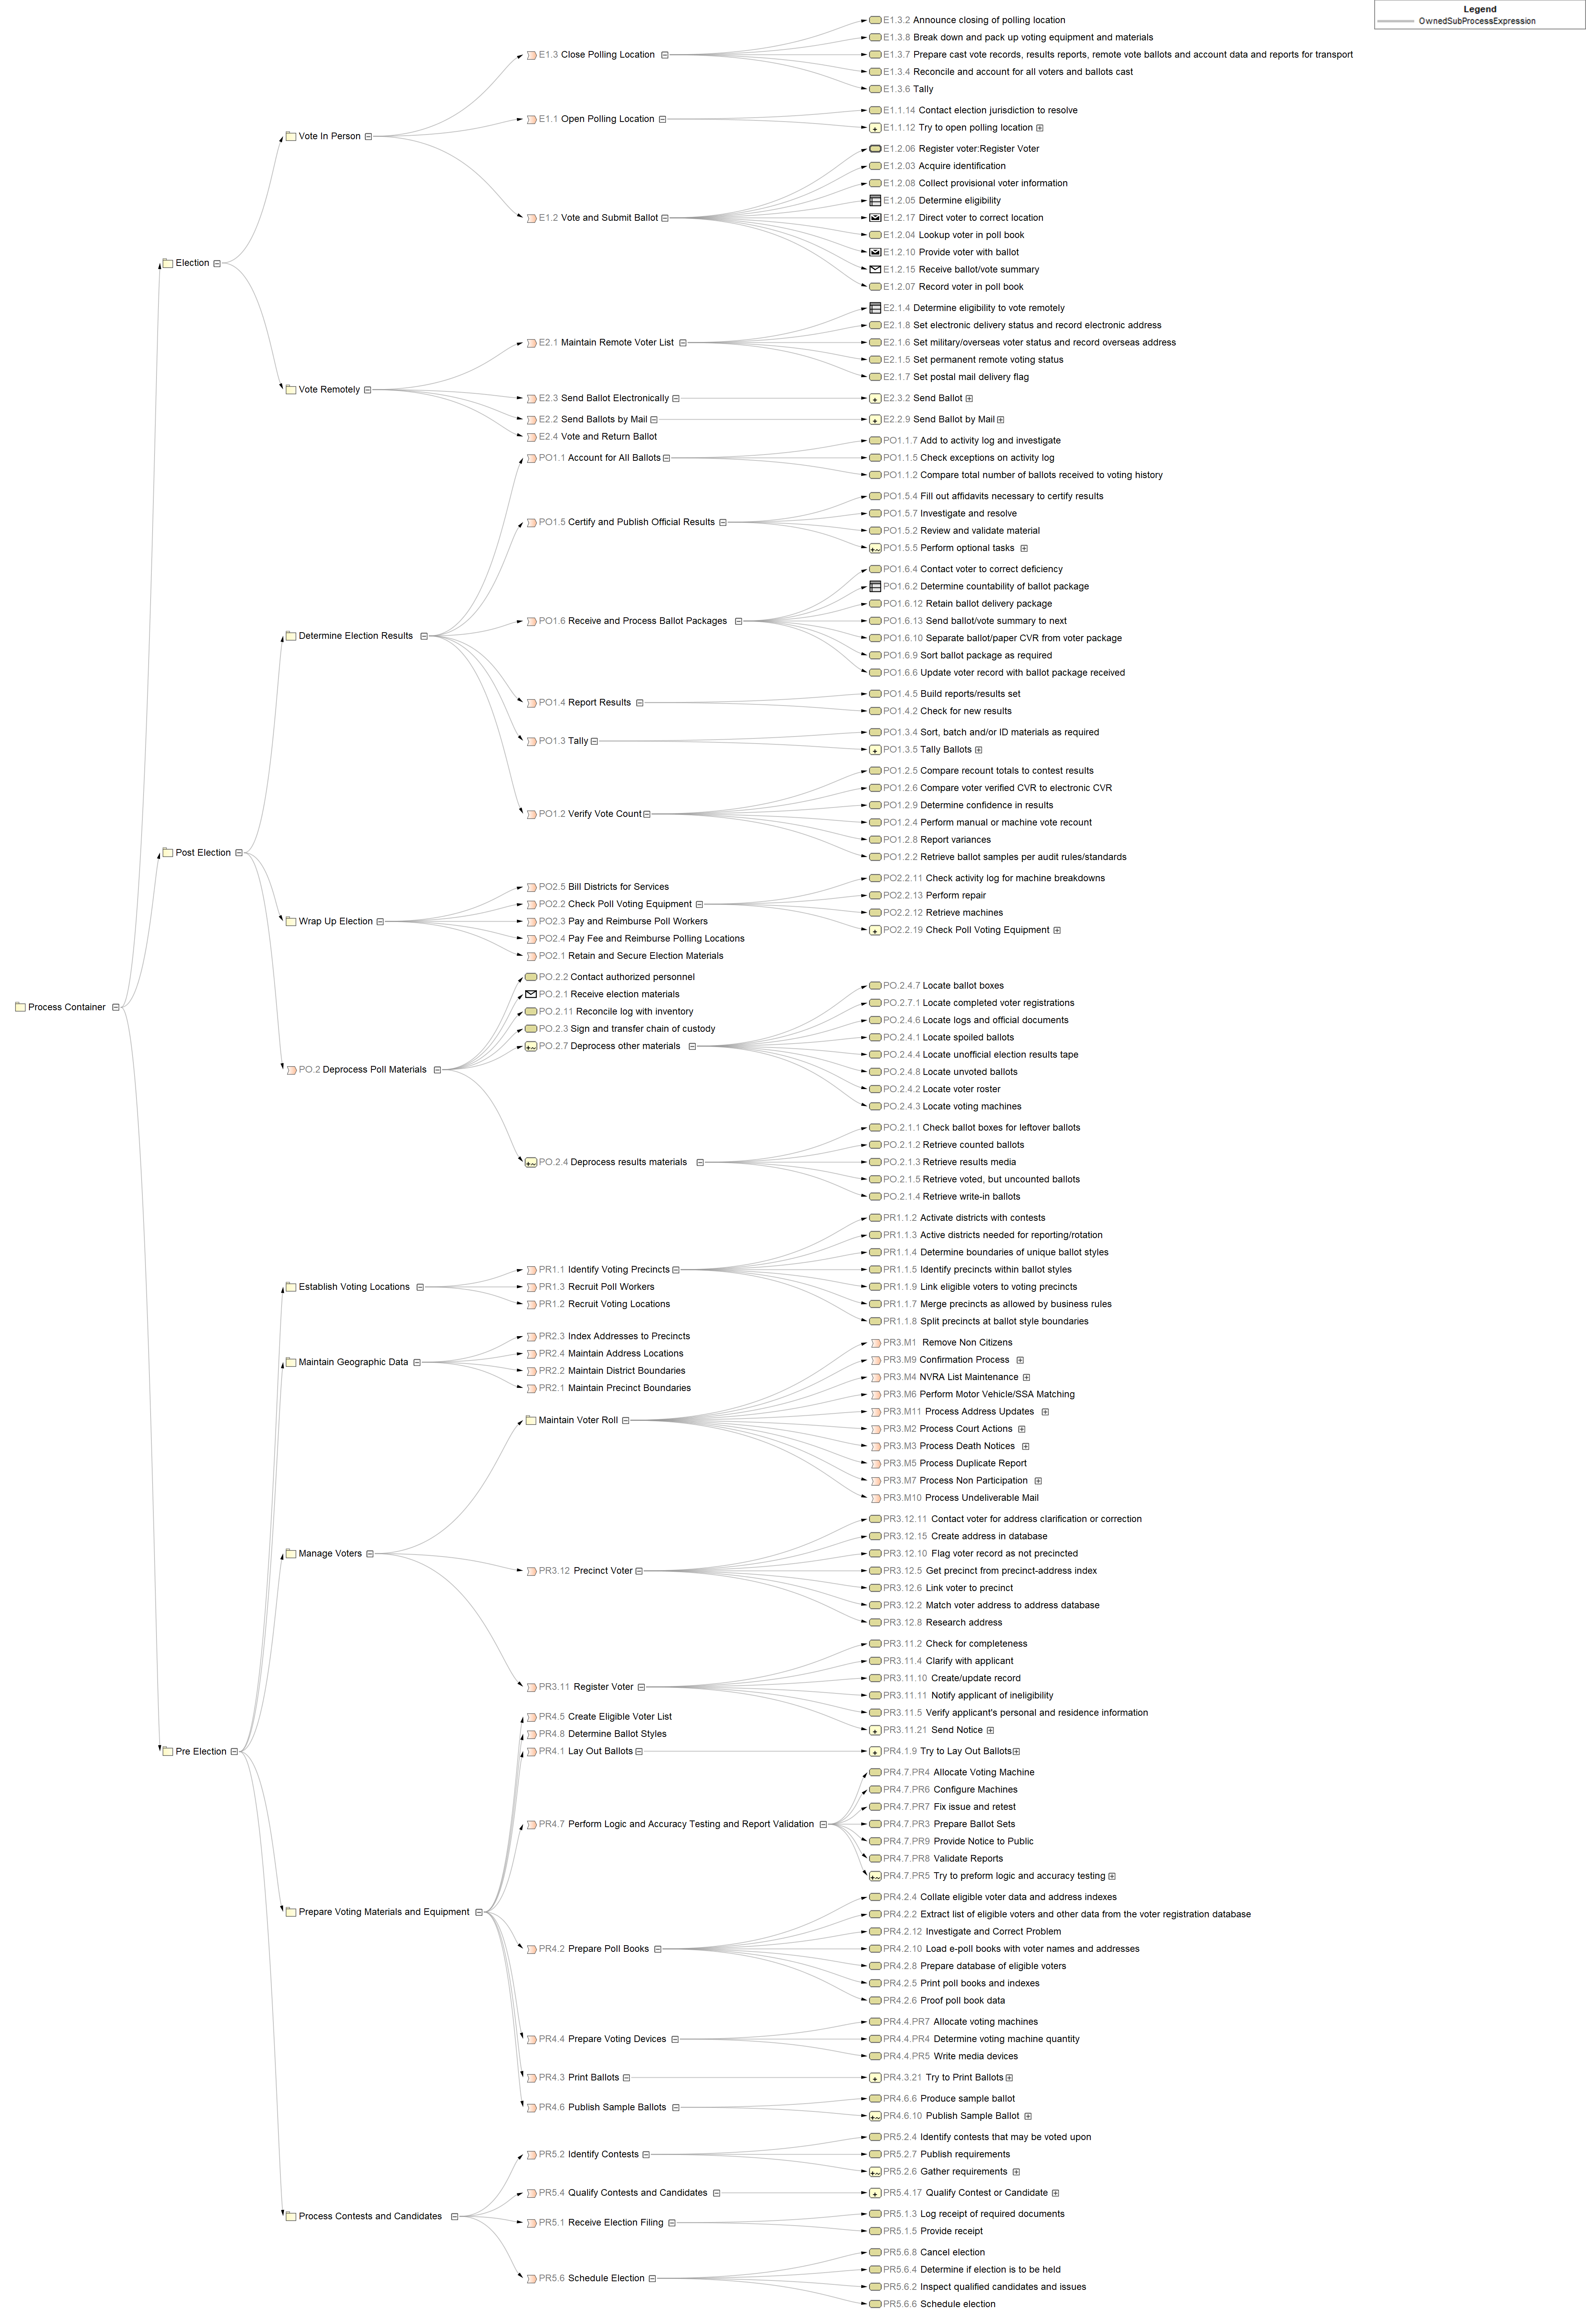 Legend
OwnedSubProcessExpression
Process Container
Election
Vote In Person
E1.3 Close Polling Location
E1.3.2 Announce closing of polling location
E1.3.8 Break down and pack up voting equipment and materials
E1.3.7 Prepare cast vote records, results reports, remote vote ballots and account data and reports for transport
E1.3.4 Reconcile and account for all voters and ballots cast
E1.3.6 Tally
E1.1 Open Polling Location
E1.1.14 Contact election jurisdiction to resolve
E1.1.12 Try to open polling location
E1.2 Vote and Submit Ballot
E1.2.06 Register voter:Register Voter
E1.2.03 Acquire identification
E1.2.08 Collect provisional voter information
E1.2.05 Determine eligibility
E1.2.17 Direct voter to correct location
E1.2.04 Lookup voter in poll book
E1.2.10 Provide voter with ballot
E1.2.15 Receive ballot/vote summary
E1.2.07 Record voter in poll book
Vote Remotely
E2.1 Maintain Remote Voter List
E2.1.4 Determine eligibility to vote remotely
E2.1.8 Set electronic delivery status and record electronic address
E2.1.6 Set military/overseas voter status and record overseas address
E2.1.5 Set permanent remote voting status
E2.1.7 Set postal mail delivery flag
E2.3 Send Ballot Electronically
E2.3.2 Send Ballot
E2.2 Send Ballots by Mail
E2.2.9 Send Ballot by Mail
E2.4 Vote and Return Ballot
Post Election
Determine Election Results
PO1.1 Account for All Ballots
PO1.1.7 Add to activity log and investigate
PO1.1.5 Check exceptions on activity log
PO1.1.2 Compare total number of ballots received to voting history
PO1.5 Certify and Publish Official Results
PO1.5.4 Fill out affidavits necessary to certify results
PO1.5.7 Investigate and resolve
PO1.5.2 Review and validate material
PO1.5.5 Perform optional tasks
PO1.6 Receive and Process Ballot Packages
PO1.6.4 Contact voter to correct deficiency
PO1.6.2 Determine countability of ballot package
PO1.6.12 Retain ballot delivery package
PO1.6.13 Send ballot/vote summary to next
PO1.6.10 Separate ballot/paper CVR from voter package
PO1.6.9 Sort ballot package as required
PO1.6.6 Update voter record with ballot package received
PO1.4 Report Results
PO1.4.5 Build reports/results set
PO1.4.2 Check for new results
PO1.3 Tally
PO1.3.4 Sort, batch and/or ID materials as required
PO1.3.5 Tally Ballots
PO1.2 Verify Vote Count
PO1.2.5 Compare recount totals to contest results
PO1.2.6 Compare voter verified CVR to electronic CVR
PO1.2.9 Determine confidence in results
PO1.2.4 Perform manual or machine vote recount
PO1.2.8 Report variances
PO1.2.2 Retrieve ballot samples per audit rules/standards
Wrap Up Election
PO2.5 Bill Districts for Services
PO2.2 Check Poll Voting Equipment
PO2.2.11 Check activity log for machine breakdowns
PO2.2.13 Perform repair
PO2.2.12 Retrieve machines
PO2.2.19 Check Poll Voting Equipment
PO2.3 Pay and Reimburse Poll Workers
PO2.4 Pay Fee and Reimburse Polling Locations
PO2.1 Retain and Secure Election Materials
PO.2 Deprocess Poll Materials
PO.2.2 Contact authorized personnel
PO.2.1 Receive election materials
PO.2.11 Reconcile log with inventory
PO.2.3 Sign and transfer chain of custody
PO.2.7 Deprocess other materials
PO.2.4.7 Locate ballot boxes
PO.2.7.1 Locate completed voter registrations
PO.2.4.6 Locate logs and official documents
PO.2.4.1 Locate spoiled ballots
PO.2.4.4 Locate unofficial election results tape
PO.2.4.8 Locate unvoted ballots
PO.2.4.2 Locate voter roster
PO.2.4.3 Locate voting machines
PO.2.4 Deprocess results materials
PO.2.1.1 Check ballot boxes for leftover ballots
PO.2.1.2 Retrieve counted ballots
PO.2.1.3 Retrieve results media
PO.2.1.5 Retrieve voted, but uncounted ballots
PO.2.1.4 Retrieve write-in ballots
Pre Election
Establish Voting Locations
PR1.1 Identify Voting Precincts
PR1.1.2 Activate districts with contests
PR1.1.3 Active districts needed for reporting/rotation
PR1.1.4 Determine boundaries of unique ballot styles
PR1.1.5 Identify precincts within ballot styles
PR1.1.9 Link eligible voters to voting precincts
PR1.1.7 Merge precincts as allowed by business rules
PR1.1.8 Split precincts at ballot style boundaries
PR1.3 Recruit Poll Workers
PR1.2 Recruit Voting Locations
Maintain Geographic Data
PR2.3 Index Addresses to Precincts
PR2.4 Maintain Address Locations
PR2.2 Maintain District Boundaries
PR2.1 Maintain Precinct Boundaries
Manage Voters
Maintain Voter Roll
PR3.M1 Remove Non Citizens
PR3.M9 Confirmation Process
PR3.M4 NVRA List Maintenance
PR3.M6 Perform Motor Vehicle/SSA Matching
PR3.M11 Process Address Updates
PR3.M2 Process Court Actions
PR3.M3 Process Death Notices
PR3.M5 Process Duplicate Report
PR3.M7 Process Non Participation
PR3.M10 Process Undeliverable Mail
PR3.12 Precinct Voter
PR3.12.11 Contact voter for address clarification or correction
PR3.12.15 Create address in database
PR3.12.10 Flag voter record as not precincted
PR3.12.5 Get precinct from precinct-address index
PR3.12.6 Link voter to precinct
PR3.12.2 Match voter address to address database
PR3.12.8 Research address
PR3.11 Register Voter
PR3.11.2 Check for completeness
PR3.11.4 Clarify with applicant
PR3.11.10 Create/update record
PR3.11.11 Notify applicant of ineligibility
PR3.11.5 Verify applicant's personal and residence information
PR3.11.21 Send Notice
Prepare Voting Materials and Equipment
PR4.5 Create Eligible Voter List
PR4.8 Determine Ballot Styles
PR4.1 Lay Out Ballots
PR4.1.9 Try to Lay Out Ballots
PR4.7 Perform Logic and Accuracy Testing and Report Validation
PR4.7.PR4 Allocate Voting Machine
PR4.7.PR6 Configure Machines
PR4.7.PR7 Fix issue and retest
PR4.7.PR3 Prepare Ballot Sets
PR4.7.PR9 Provide Notice to Public
PR4.7.PR8 Validate Reports
PR4.7.PR5 Try to preform logic and accuracy testing
PR4.2 Prepare Poll Books
PR4.2.4 Collate eligible voter data and address indexes
PR4.2.2 Extract list of eligible voters and other data from the voter registration database
PR4.2.12 Investigate and Correct Problem
PR4.2.10 Load e-poll books with voter names and addresses
PR4.2.8 Prepare database of eligible voters
PR4.2.5 Print poll books and indexes
PR4.2.6 Proof poll book data
PR4.4 Prepare Voting Devices
PR4.4.PR7 Allocate voting machines
PR4.4.PR4 Determine voting machine quantity
PR4.4.PR5 Write media devices
PR4.3 Print Ballots
PR4.3.21 Try to Print Ballots
PR4.6 Publish Sample Ballots
PR4.6.6 Produce sample ballot
PR4.6.10 Publish Sample Ballot
Process Contests and Candidates
PR5.2 Identify Contests
PR5.2.4 Identify contests that may be voted upon
PR5.2.7 Publish requirements
PR5.2.6 Gather requirements
PR5.4 Qualify Contests and Candidates
PR5.4.17 Qualify Contest or Candidate
PR5.1 Receive Election Filing
PR5.1.3 Log receipt of required documents
PR5.1.5 Provide receipt
PR5.6 Schedule Election
PR5.6.8 Cancel election
PR5.6.4 Determine if election is to be held
PR5.6.2 Inspect qualified candidates and issues
PR5.6.6 Schedule election